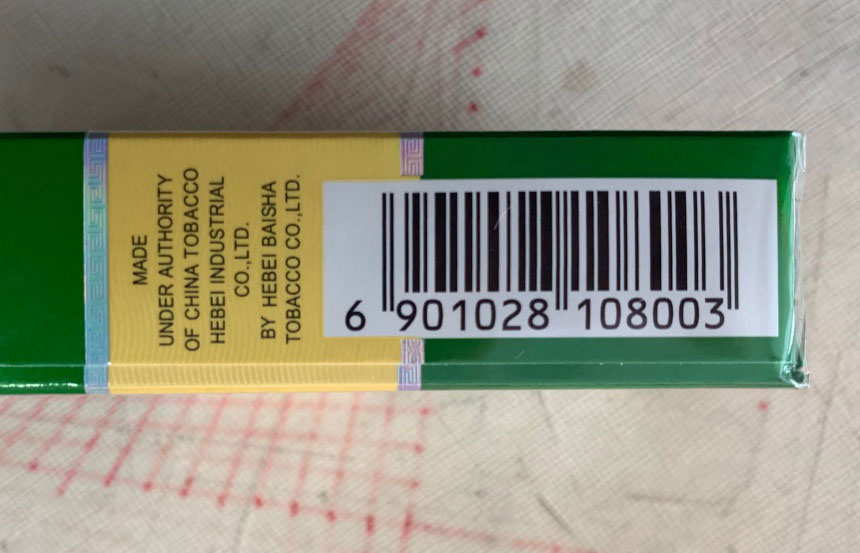 MADE
UNDER AUTHORITY
OF CHINA TOBACCO
HEBEI INDUSTRIAL
CO.,LTD.
BY HEBEI BAISHA
TOBACCO CO.,LTD.
6 901028 108003